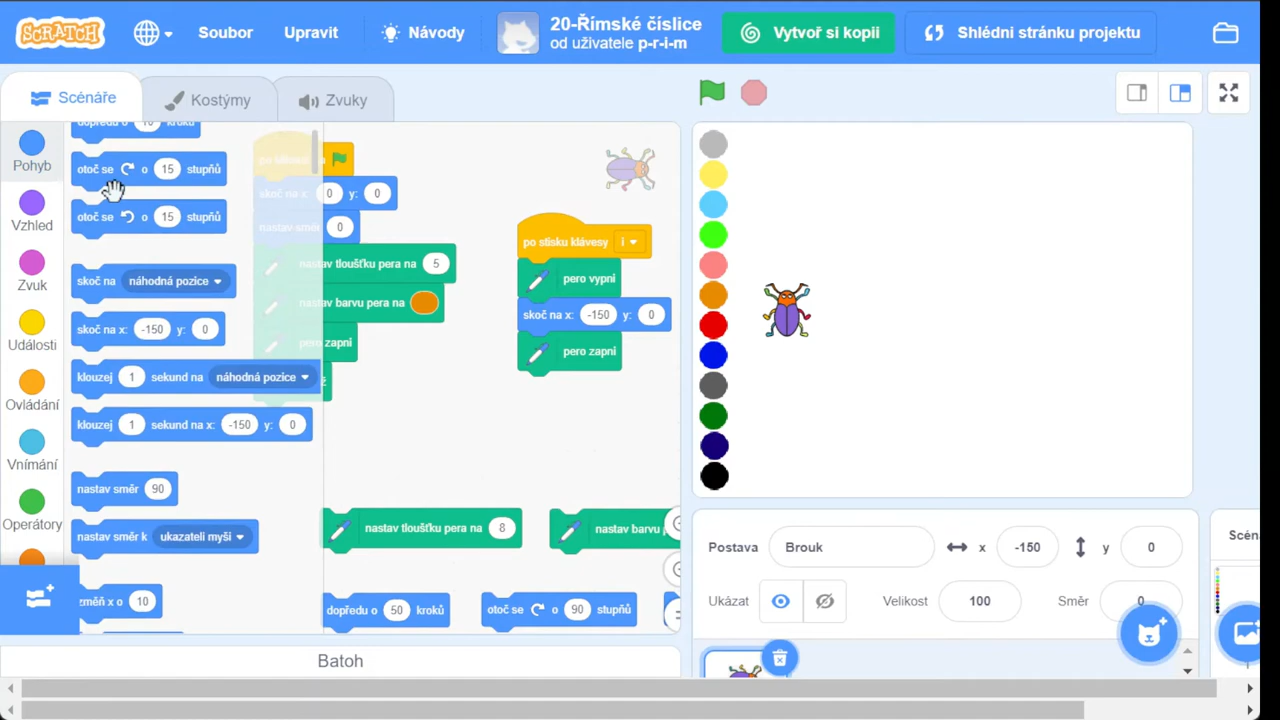 SCRATCH
Soubor
Upravit
Návody
20-Římské číslice
od uživatele p-r-i-m
Vytvoř si kopii
Shlédni stránku projektu
Scénáře
Kostýmy
Zvuky
Pohyb
Vzhled
Zvuk
Události
Ovládání
Vnímání
Operátory
dopředu o 10 kroků
otoč se o 15 stupňů
otoč se o 15 stupňů
skoč na náhodná pozice
skoč na x: -150 y: 0
klouzej 1 sekund na náhodná pozice
klouzej 1 sekund na x: -150 y: 0
nastav směr 90
nastav směr k ukazateli myši
změň x o 10
skoč na x: 0 y: 0
nastav směr 0
nastav tloušťku pera na 5
nastav barvu pera na
pero zapni
po stisku klávesy i
pero vypni
skoč na x: -150 y: 0
pero zapni
nastav tloušťku pera na 8
nastav barvu
dopředu o 50 kroků
otoč se o 90 stupňů
Batoh
Postava Brouk x -150 y 0
Ukázat Velikost 100 Směr 0
Scén